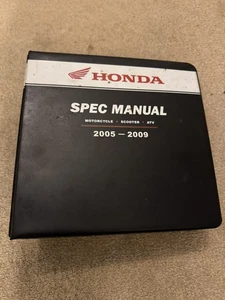 HONDA
SPEC MANUAL
MOTORCYCLE · SCOOTER · ATV
2005 – 2009